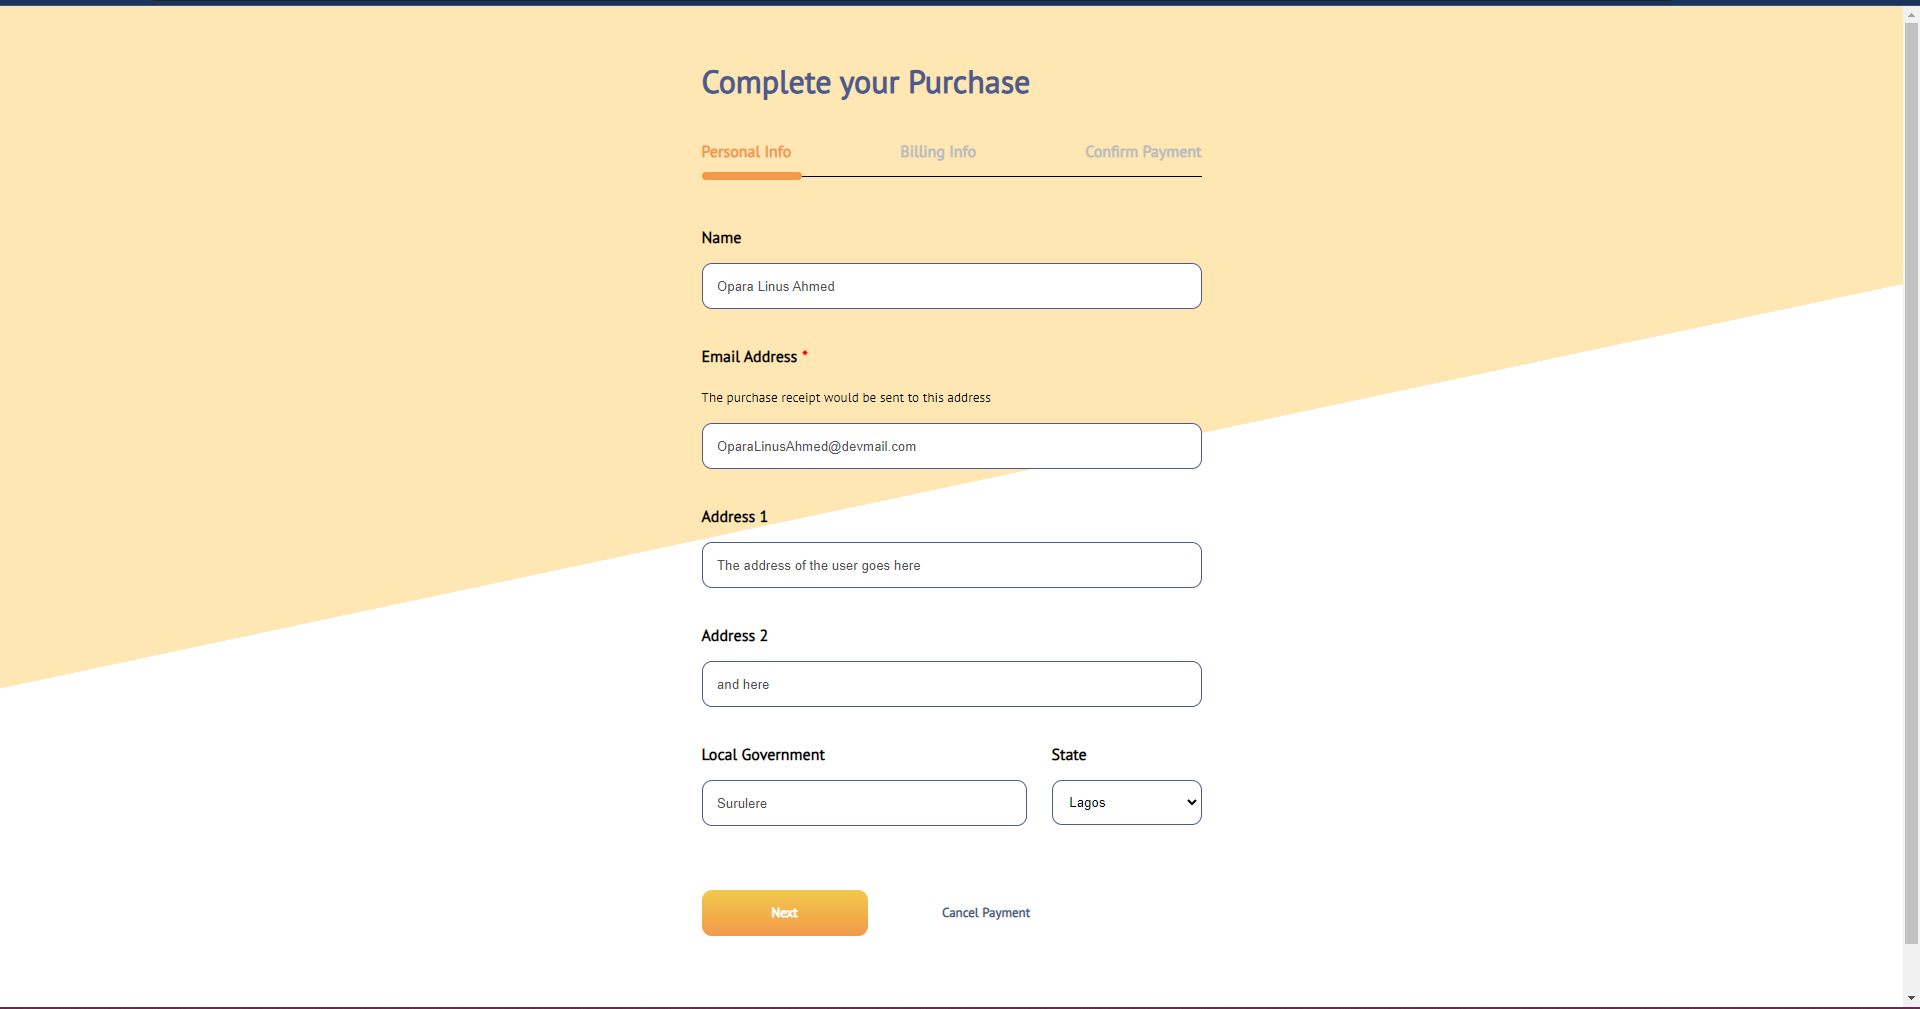 Complete your Purchase
Personal Info Billing Info Confirm Payment
Name
Opara Linus Ahmed
Email Address *
The purchase receipt would be sent to this address
OparaLinusAhmed@devmail.com
Address 1
The address of the user goes here
Address 2
and here
Local Government State
Surulere Lagos
Next Cancel Payment